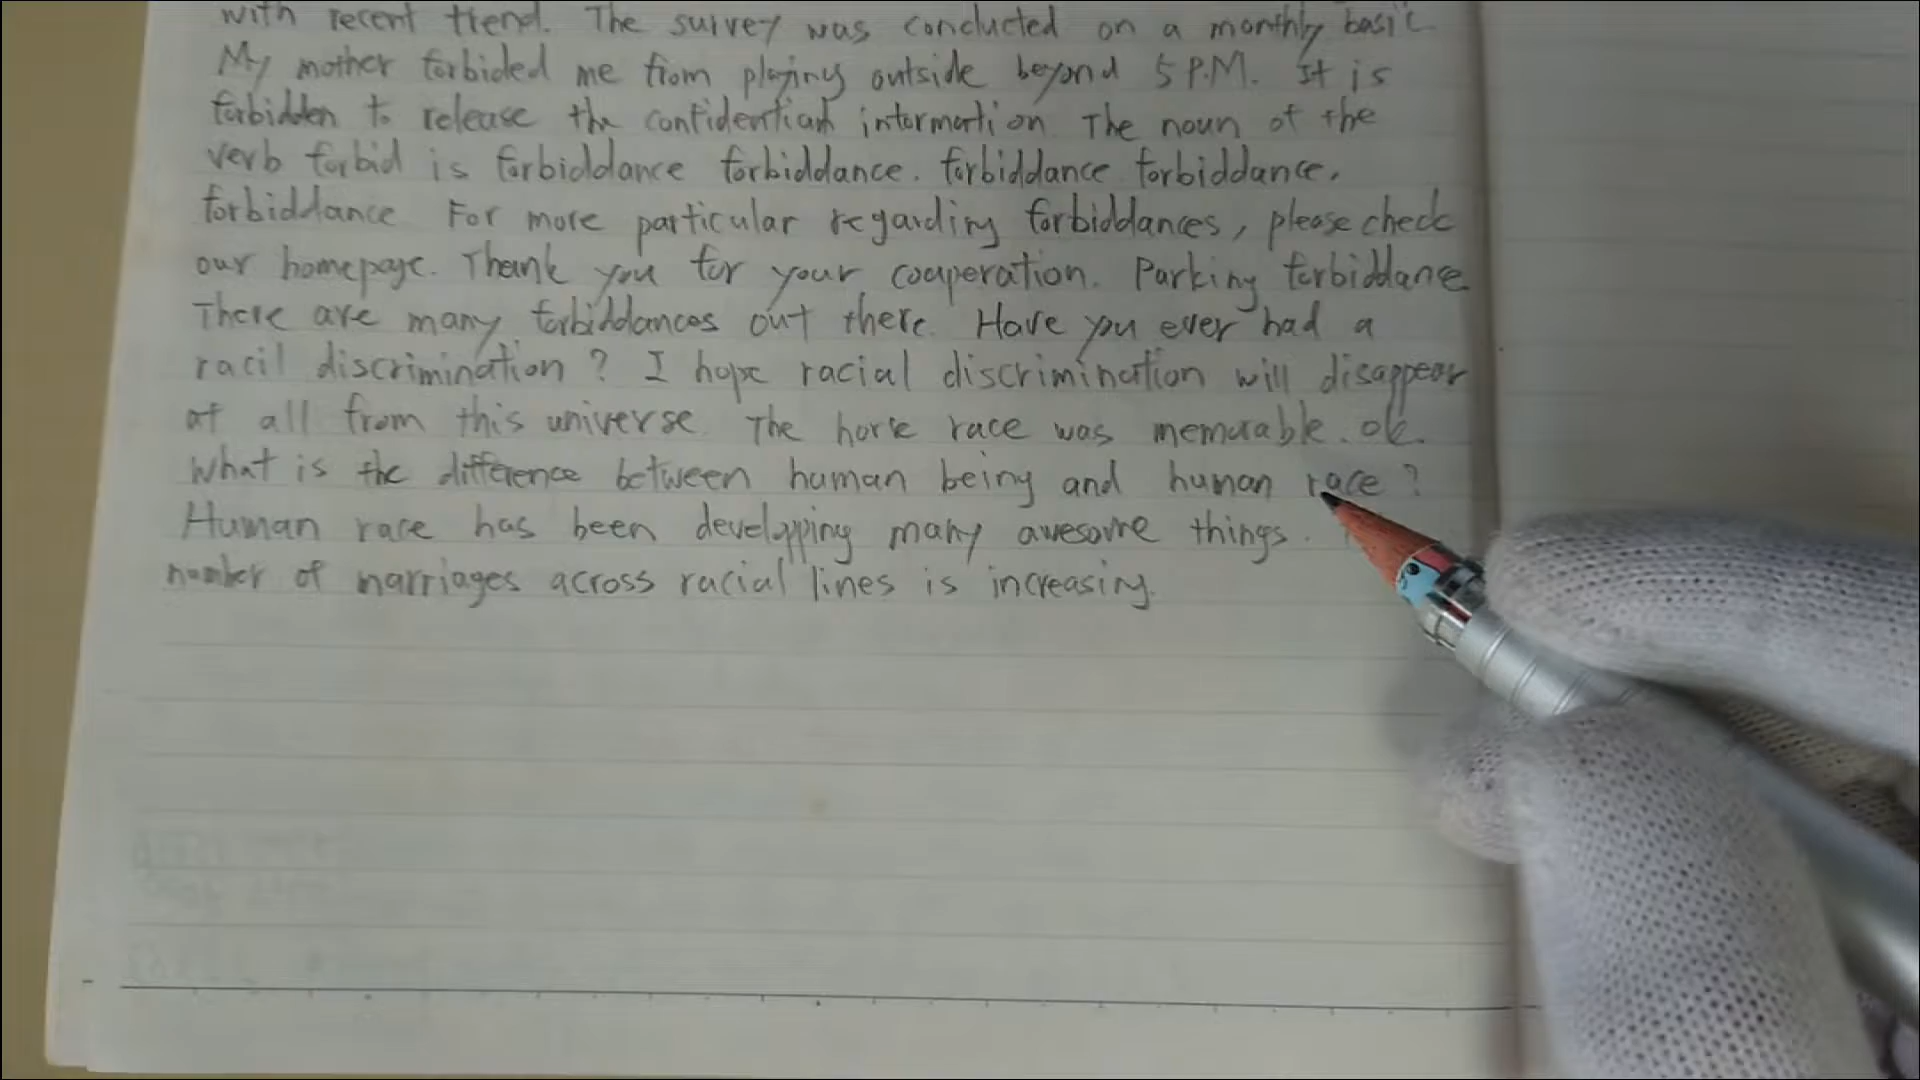 with recent trend. The survey was conducted on a monthly basic
My mother forbided me from playing outside beyond 5 P.M. It is
forbidden to release the confidential information The noun of the
verb forbid is forbiddance forbiddance. forbiddance forbiddance.
forbiddance For more particular regarding forbiddances, please check
our homepage. Thank you for your couperation. Parking forbiddance
There are many forbiddances out there. Have you ever had a
racil discrimination? I hope racial discrimination will disappear
at all from this universe. The horse race was memorable. ok.
What is the difference between human being and human race?
Human race has been developping many awesome things.
number of marriages across racial lines is increasing.